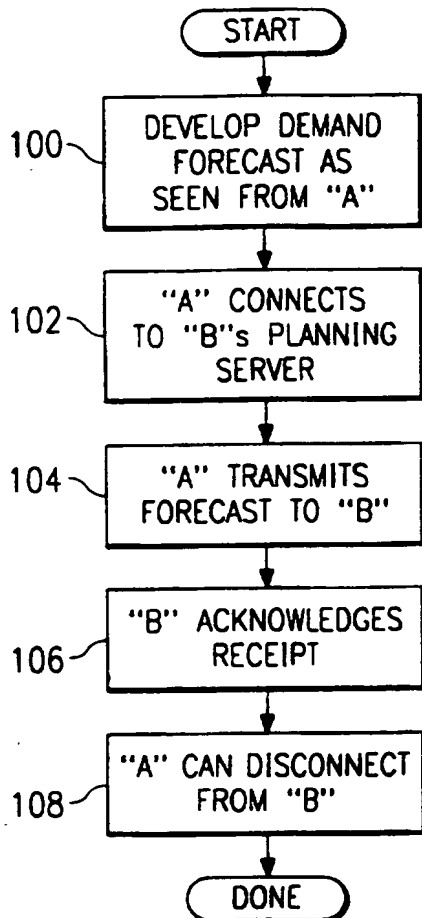 START
100
DEVELOP DEMAND
FORECAST AS
SEEN FROM "A"
102
"A" CONNECTS
TO "B"s PLANNING
SERVER
104
"A" TRANSMITS
FORECAST TO "B"
106
"B" ACKNOWLEDGES
RECEIPT
108
"A" CAN DISCONNECT
FROM "B"
DONE